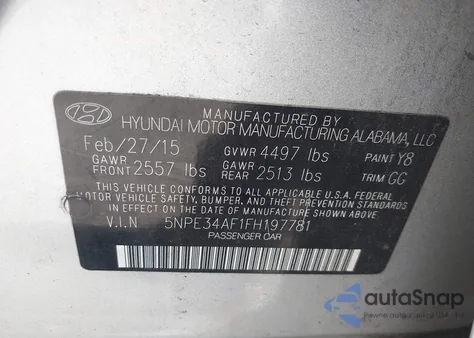 MFD. BY
HYUNDAI MOTOR MANUFACTURING ALABAMA, LLC
Feb/27/15 GVWR 4497 lbs PAINT Y8
GAWR FRONT 2557 lbs GAWR REAR 2513 lbs TRIM GG
THIS VEHICLE CONFORMS TO ALL APPLICABLE U.S.A. FEDERAL
MOTOR VEHICLE SAFETY, BUMPER, AND THEFT PREVENTION STANDARDS
IN EFFECT ON THE DATE OF MANUFACTURE SHOWN ABOVE.
V.I.N 5NPE34AF1FH197781
PASSENGER CAR
autoSnap